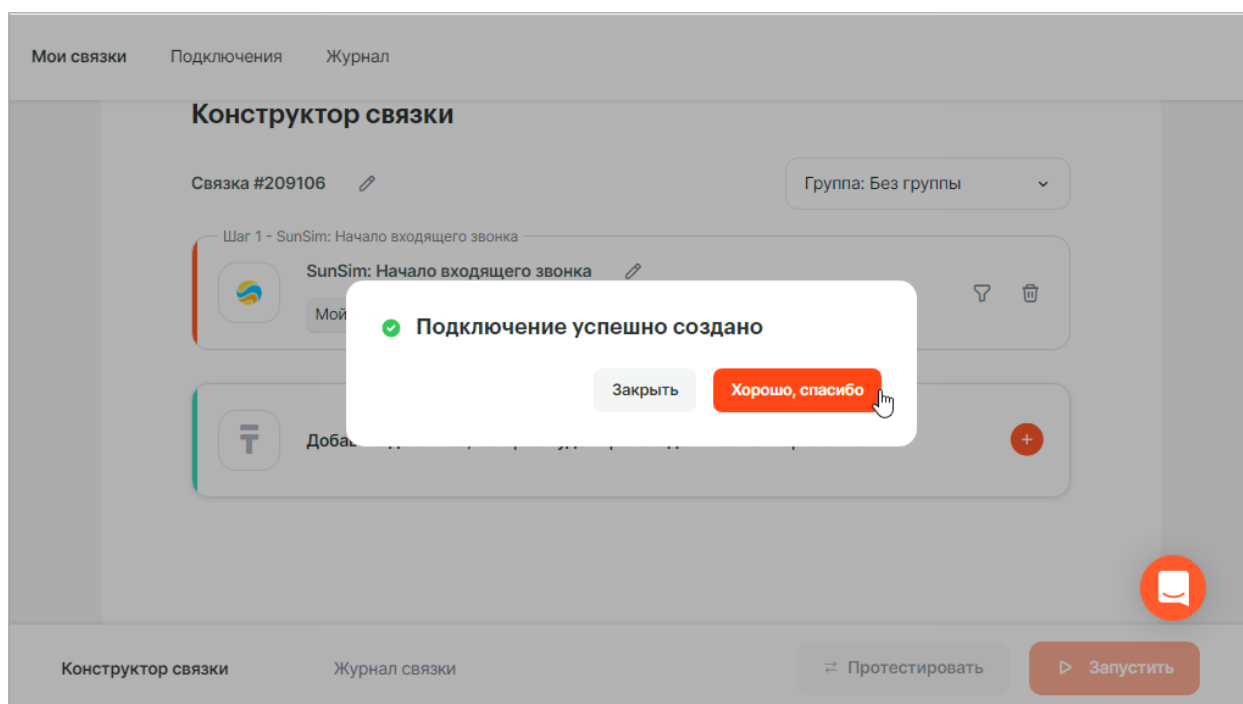 Мои связки Подключения Журнал
Конструктор связки
Связка #209106 Группа: Без группы
Шаг 1 - SunSim: Начало входящего звонка
SunSim: Начало входящего звонка
Мой
Подключение успешно создано
Закрыть Хорошо, спасибо
Конструктор связки Журнал связки Протестировать Запустить